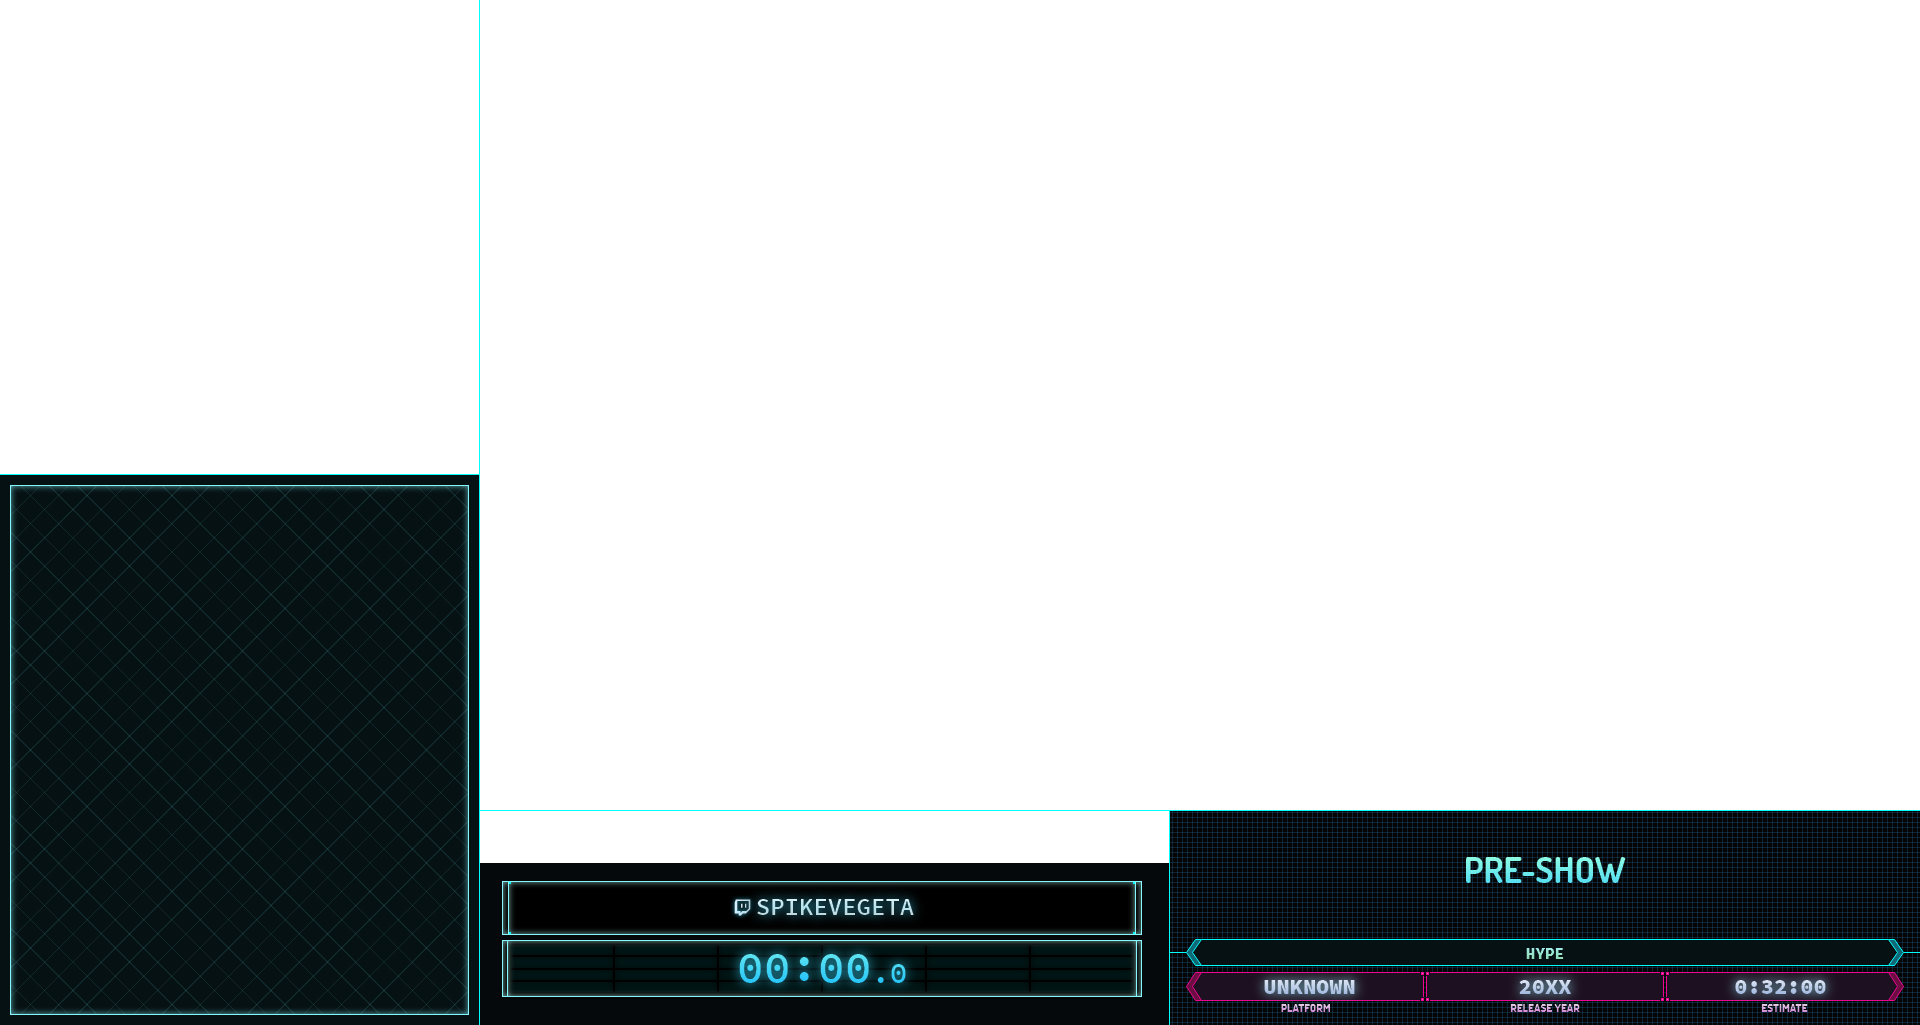 SPIKEVEGETA
00:00.0
PRE-SHOW
HYPE
UNKNOWN 20XX 0:32:00
PLATFORM RELEASE YEAR ESTIMATE